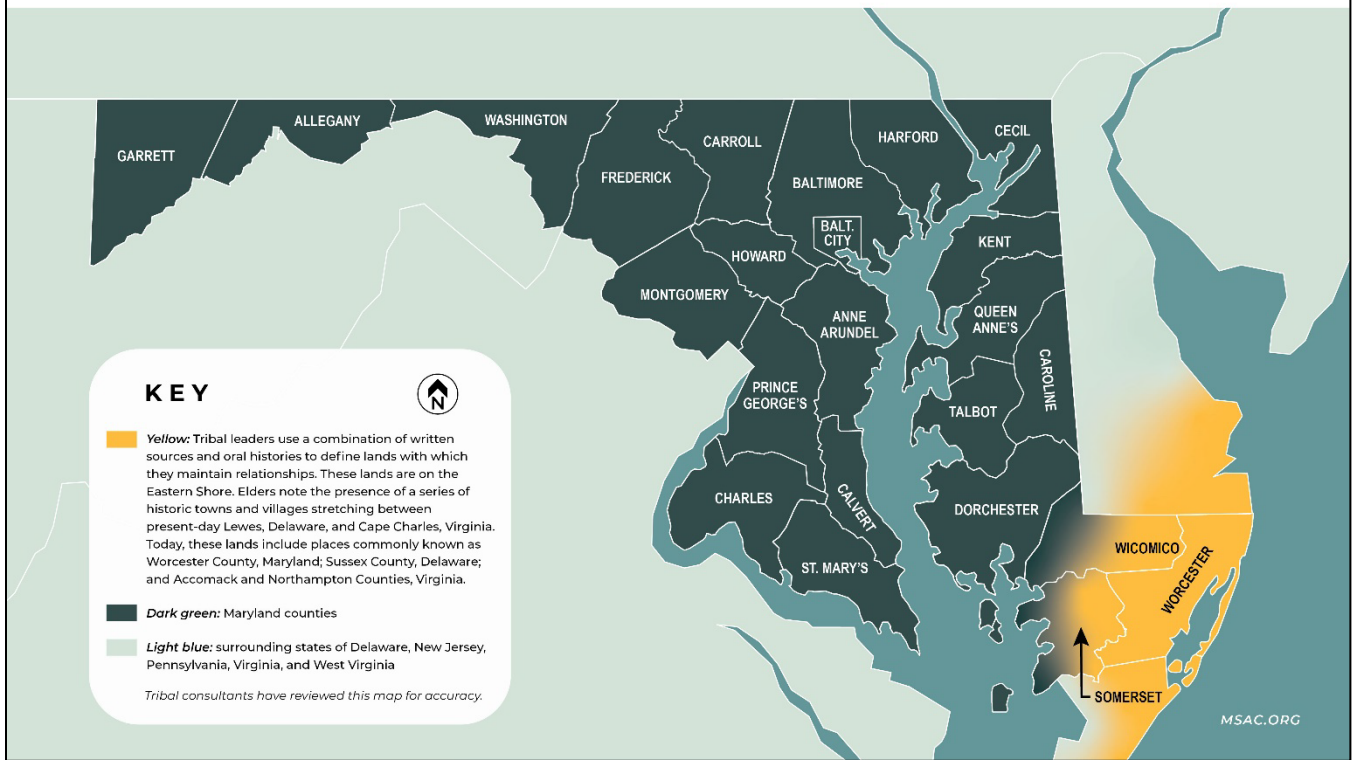 GARRETT
ALLEGANY
WASHINGTON
FREDERICK
CARROLL
BALTIMORE
HARFORD
CECIL
BALT.
CITY
KENT
HOWARD
MONTGOMERY
ANNE
ARUNDEL
QUEEN
ANNE'S
CAROLINE
PRINCE
GEORGE'S
TALBOT
CHARLES
CALVERT
DORCHESTER
ST. MARY'S
WICOMICO
WORCESTER
SOMERSET
KEY
N
Yellow: Tribal leaders use a combination of written
sources and oral histories to define lands with which
they maintain relationships. These lands are on the
Eastern Shore. Elders note the presence of a series of
historic towns and villages stretching between
present-day Lewes, Delaware, and Cape Charles, Virginia.
Today, these lands include places commonly known as
Worcester County, Maryland; Sussex County, Delaware;
and Accomack and Northampton Counties, Virginia.
Dark green: Maryland counties
Light blue: surrounding states of Delaware, New Jersey,
Pennsylvania, Virginia, and West Virginia
Tribal consultants have reviewed this map for accuracy.
MSAC.ORG